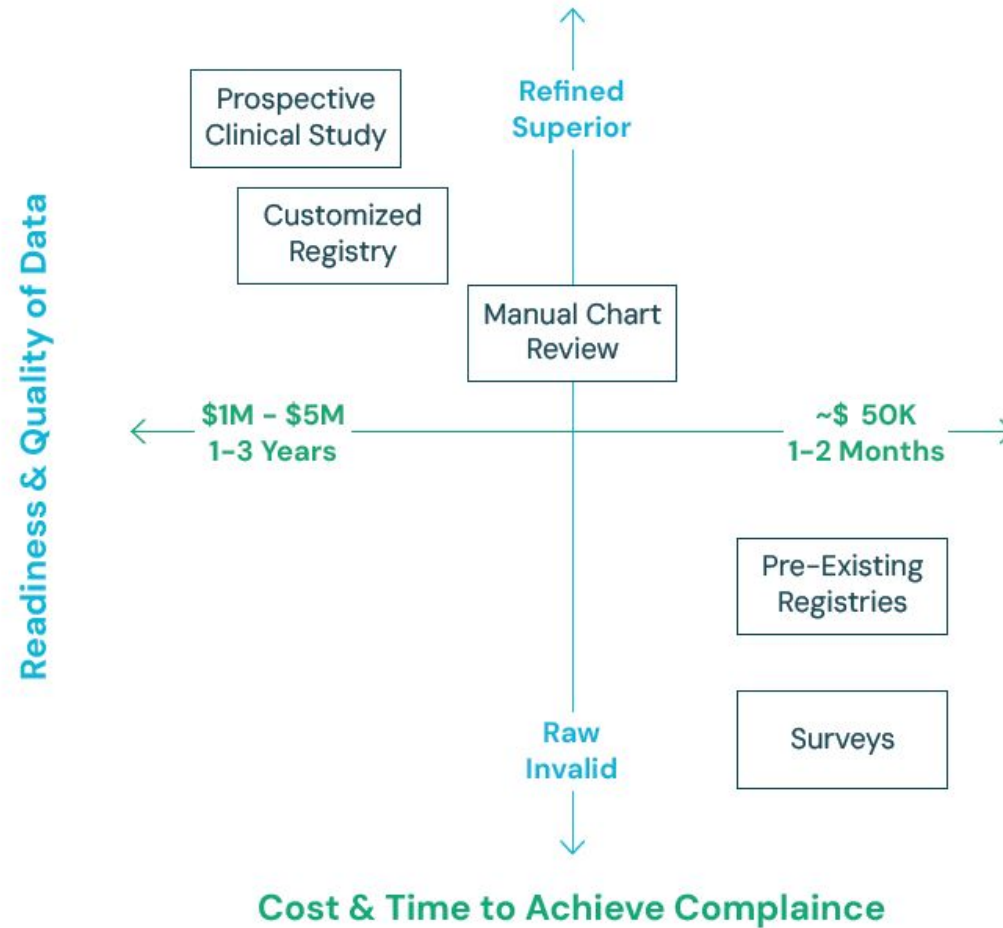 Refined
Superior
Prospective
Clinical Study
Customized
Registry
Manual Chart
Review
Readiness & Quality of Data
$1M - $5M
1-3 Years
~$ 50K
1-2 Months
Pre-Existing
Registries
Surveys
Raw
Invalid
Cost & Time to Achieve Complaince